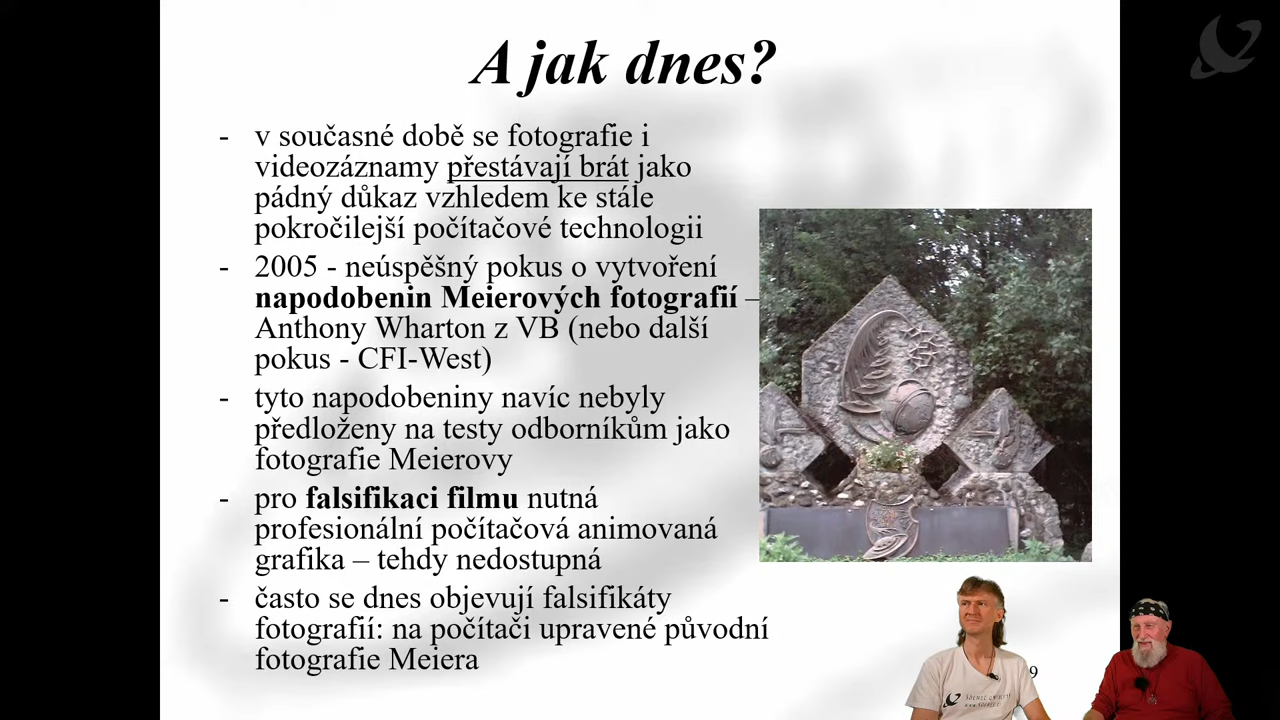 A jak dnes?
- v současné době se fotografie i
videozáznamy přestávají brát jako
pádný důkaz vzhledem ke stále
pokročilejší počítačové technologii
- 2005 - neúspěšný pokus o vytvoření
napodobenin Meierových fotografií –
Anthony Wharton z VB (nebo další
pokus - CFI-West)
- tyto napodobeniny navíc nebyly
předloženy na testy odborníkům jako
fotografie Meierovy
- pro falsifikaci filmu nutná
profesionální počítačová animovaná
grafika – tehdy nedostupná
- často se dnes objevují falsifikáty
fotografií: na počítači upravené původní
fotografie Meiera
9